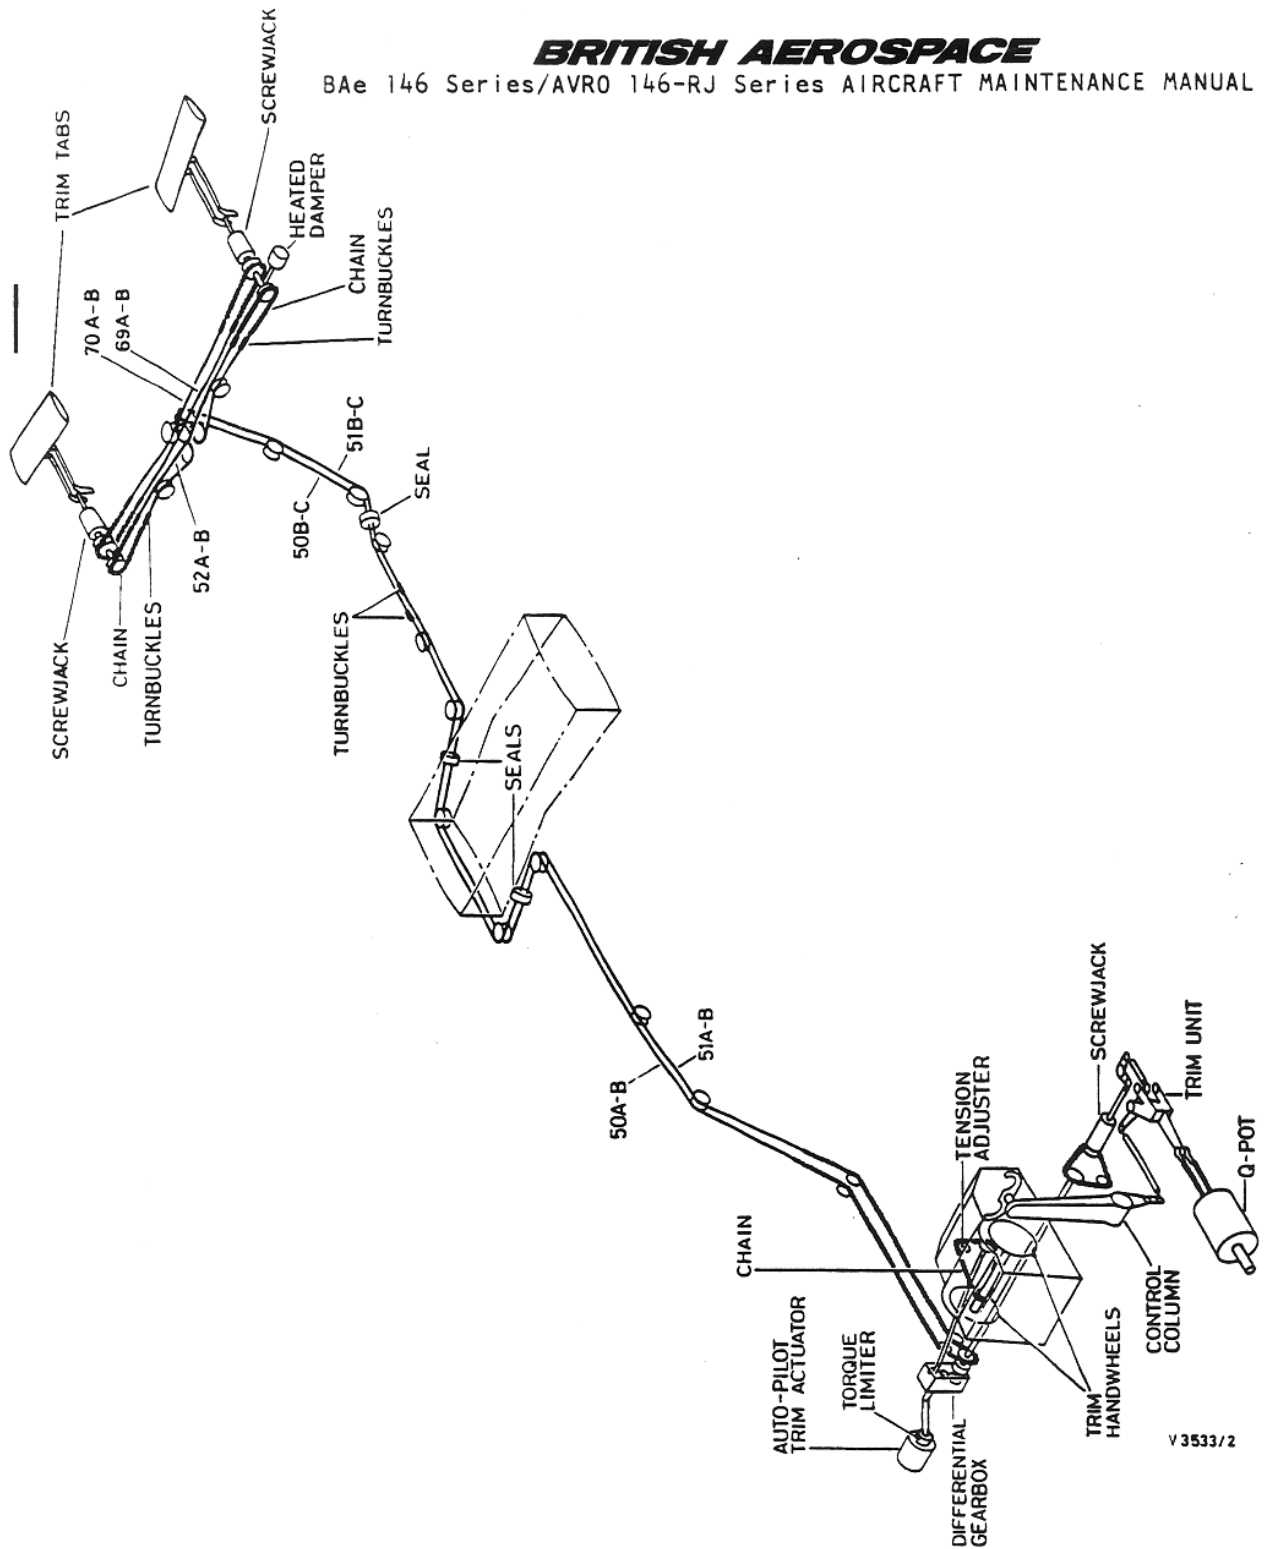 BRITISH AEROSPACE
BAe 146 Series/AVRO 146-RJ Series AIRCRAFT MAINTENANCE MANUAL
SCREWJACK
TRIM TABS
HEATED
DAMPER
CHAIN
TURNBUCKLES
70A-B
69A-B
51B-C
50B-C
SEAL
52A-B
SCREWJACK
CHAIN
TURNBUCKLES
TURNBUCKLES
SEALS
50A-B
51A-B
SCREWJACK
TRIM UNIT
TENSION
ADJUSTER
Q-POT
CHAIN
CONTROL
COLUMN
AUTO-PILOT
TRIM ACTUATOR
TORQUE
LIMITER
TRIM
HANDWHEELS
DIFFERENTIAL
GEARBOX
V3533/2